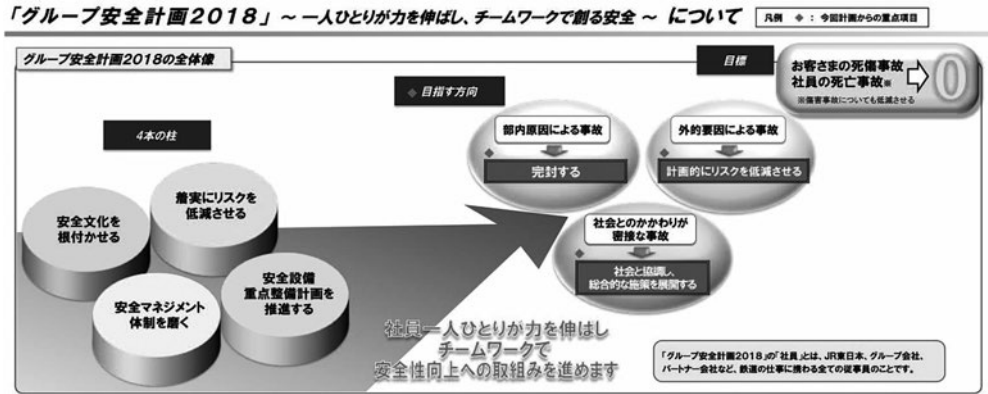 「グループ安全計画2018」 ~ 一人ひとりが力を伸ばし、チームワークで創る安全 ~ について
凡例 ◆ : 今回計画からの重点項目
グループ安全計画2018の全体像
目標
お客さまの死傷事故
社員の死亡事故※
※傷害事故についても低減させる
0
◆ 目指す方向
4本の柱
部内原因による事故
◆
完封する
外的要因による事故
◆
計画的にリスクを低減させる
着実にリスクを
低減させる
安全文化を
根付かせる
社会とのかかわりが
密接な事故
◆
社会と協調し、
総合的な施策を展開する
安全設備
重点整備計画を
推進する
安全マネジメント
体制を磨く
社員一人ひとりが力を伸ばし
チームワークで
安全性向上への取組みを進めます
「グループ安全計画2018」の「社員」とは、JR東日本、グループ会社、
パートナー会社など、鉄道の仕事に携わる全ての従事員のことです。